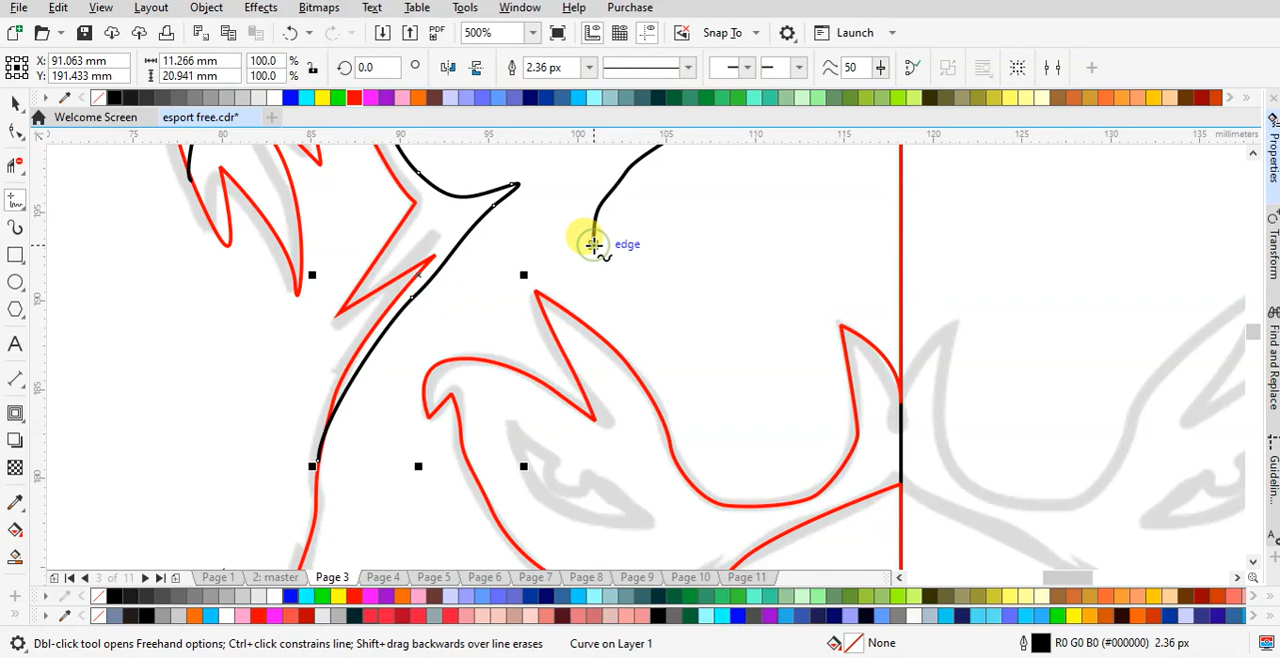 File Edit View Layout Object Effects Bitmaps Text Table Tools Window Help Purchase
PDF 500% Snap To Launch
X: 91.063 mm 11.266 mm 100.0 % 0.0 2.36 px 50
Y: 191.433 mm 20.941 mm 100.0 %
Welcome Screen esport free.cdr*
75 80 85 90 95 100 105 110 115 120 125 130 135 millimeters
195
190
185
180
edge
Properties
Transform
Find and Replace
Guidelin
3 of 11 Page 1 2: master Page 3 Page 4 Page 5 Page 6 Page 7 Page 8 Page 9 Page 10 Page 11
Dbl-click tool opens Freehand options; Ctrl+click constrains line; Shift+drag backwards over line erases Curve on Layer 1 None R0 G0 B0 (#000000) 2.36 px